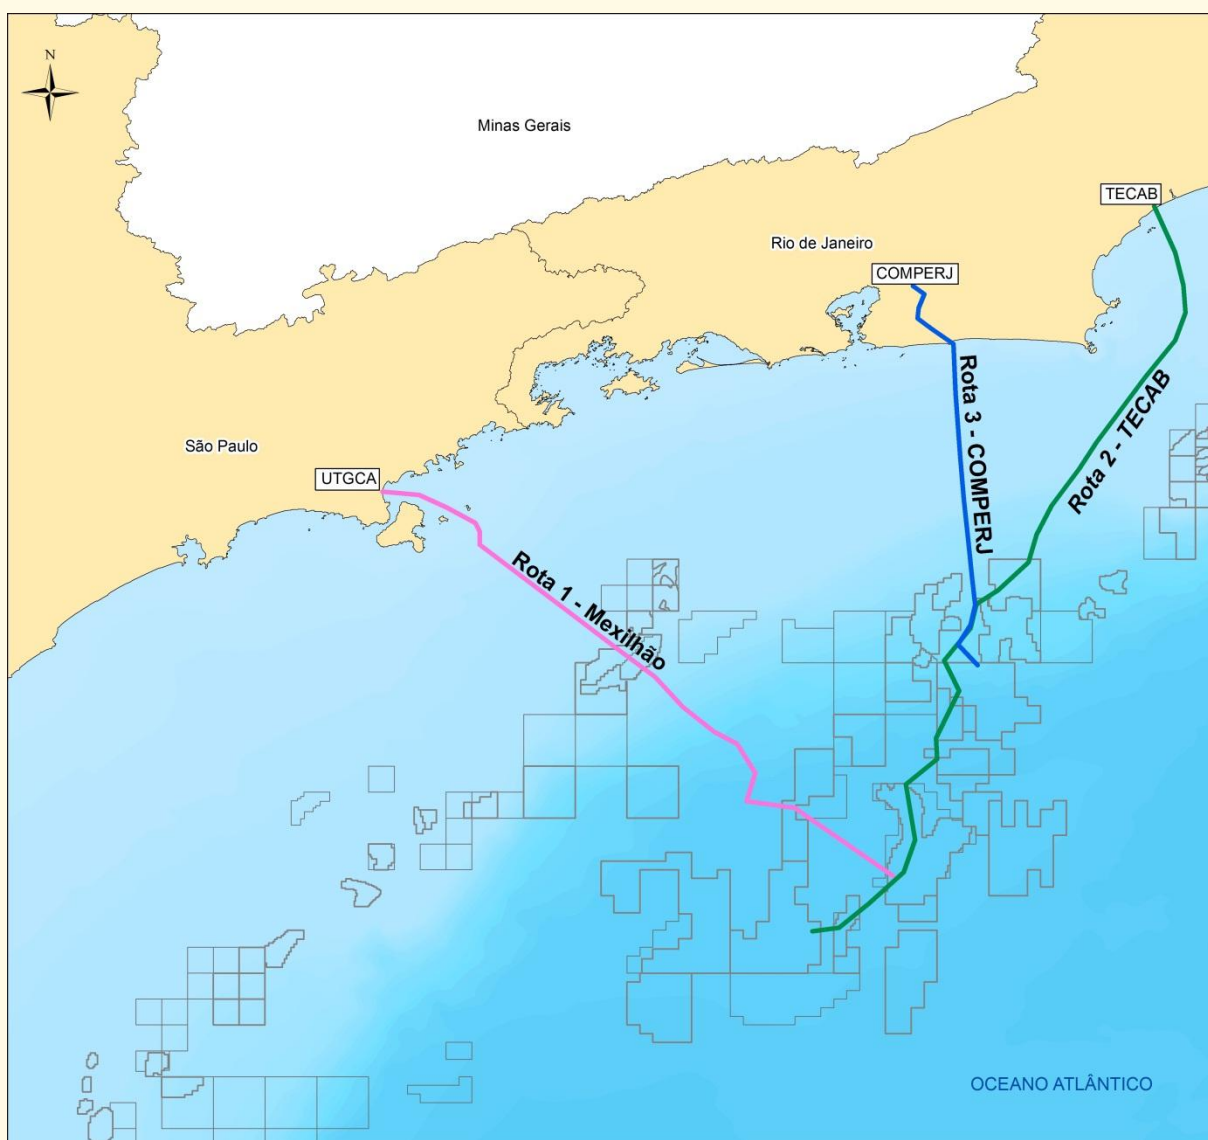 N
Minas Gerais
TECAB
Rio de Janeiro
COMPERJ
Rota 3 - COMPERJ
Rota 2 - TECAB
São Paulo
UTGCA
Rota 1 - Mexilhão
OCEANO ATLÂNTICO